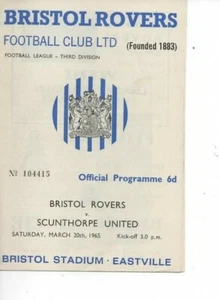 BRISTOL ROVERS
FOOTBALL CLUB LTD
(Founded 1883)
FOOTBALL LEAGUE - THIRD DIVISION
Nº 104415
Official Programme 6d
BRISTOL ROVERS
v.
SCUNTHORPE UNITED
SATURDAY, MARCH 20th, 1965 Kick-off 3.0 p.m.
BRISTOL STADIUM - EASTVILLE